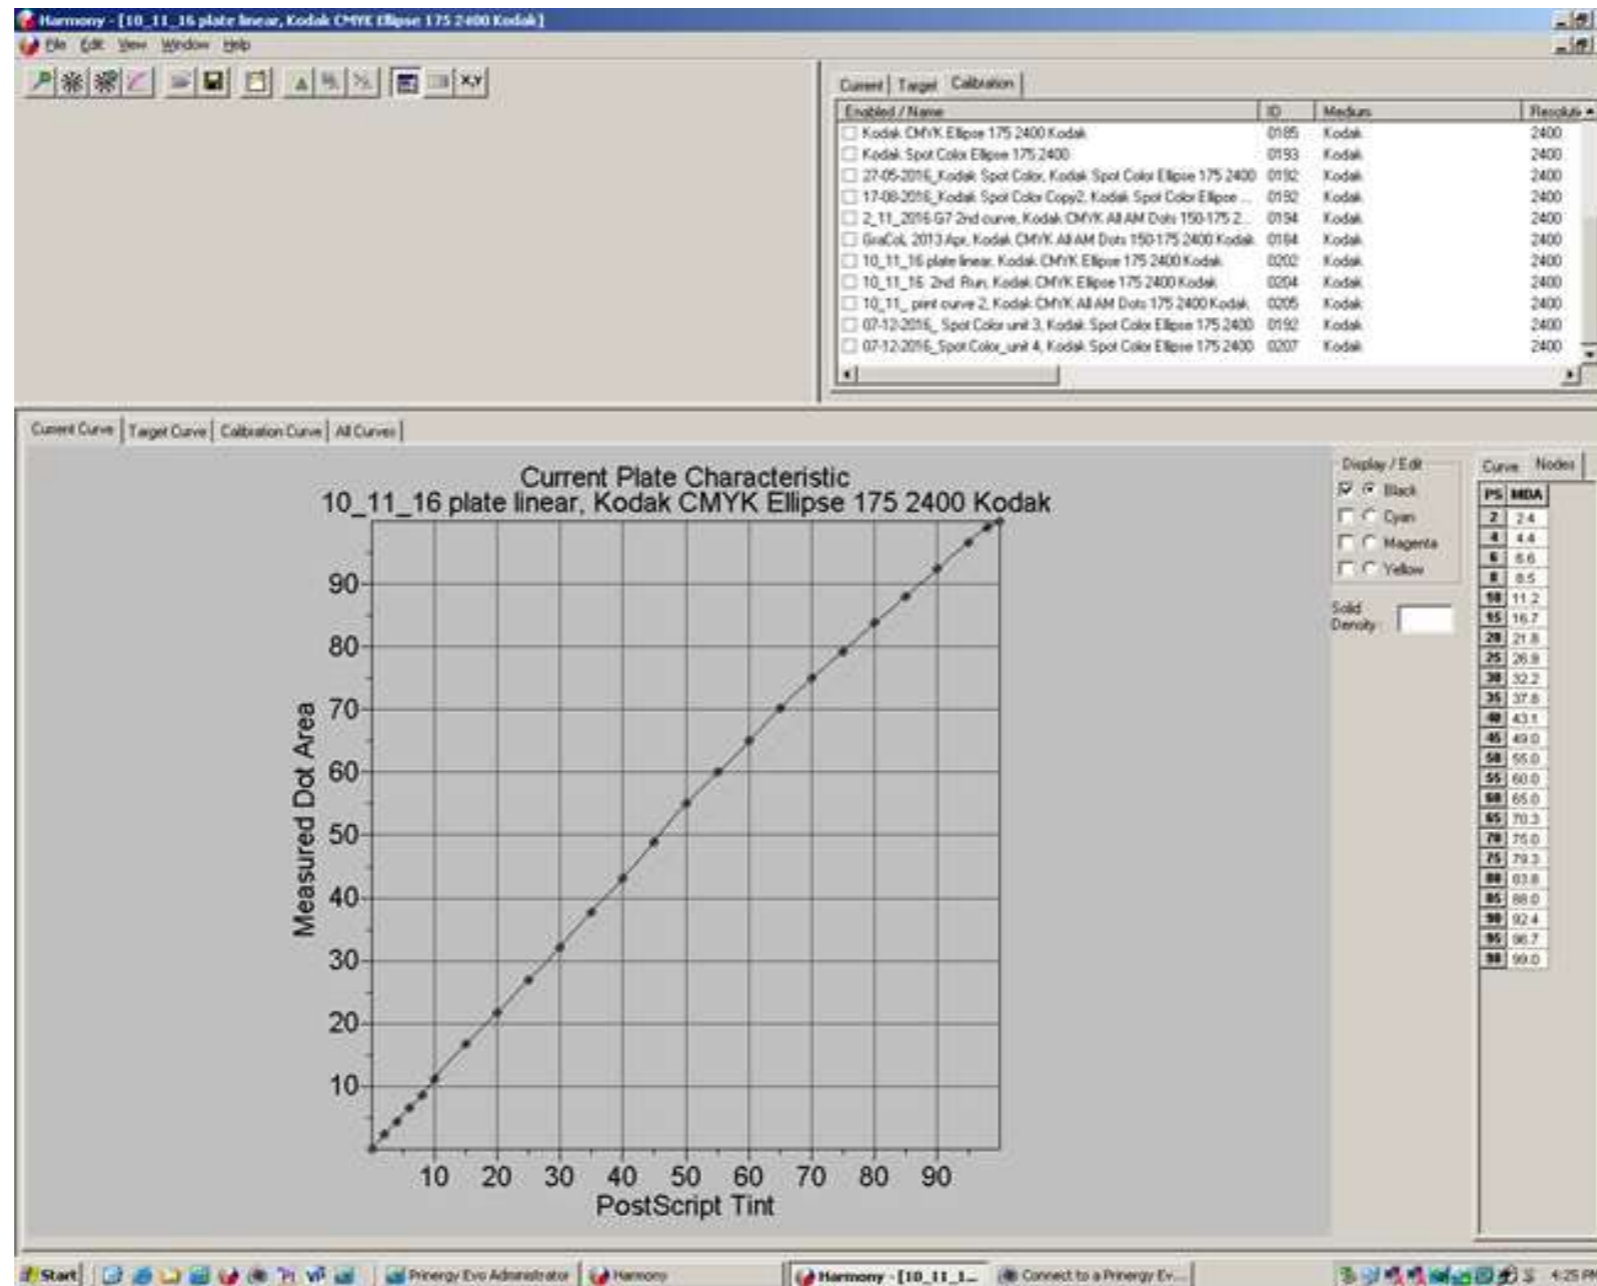 Harmony - [10_11_16 plate linear, Kodak CMYK Ellipse 175 2400 Kodak]
File Edit View Window Help
X,Y
Current Target Calibration
Enabled / Name ID Medium Resolutio
Kodak CMYK Ellipse 175 2400 Kodak 0185 Kodak 2400
Kodak Spot Color Ellipse 175 2400 0193 Kodak 2400
27-05-2016_Kodak Spot Color, Kodak Spot Color Ellipse 175 2400 0192 Kodak 2400
17-08-2016_Kodak Spot Color Copy2, Kodak Spot Color Ellipse ... 0192 Kodak 2400
2_11_2016 G7 2nd curve, Kodak CMYK All AM Dots 150-175 2... 0194 Kodak 2400
GraCoL 2013 Apr, Kodak CMYK All AM Dots 150-175 2400 Kodak 0184 Kodak 2400
10_11_16 plate linear, Kodak CMYK Ellipse 175 2400 Kodak 0202 Kodak 2400
10_11_16 2nd Run, Kodak CMYK Ellipse 175 2400 Kodak 0204 Kodak 2400
10_11_ print curve 2, Kodak CMYK All AM Dots 175 2400 Kodak 0205 Kodak 2400
07-12-2016_ Spot Color unit 3, Kodak Spot Color Ellipse 175 2400 0192 Kodak 2400
07-12-2016_Spot Color_unit 4, Kodak Spot Color Ellipse 175 2400 0207 Kodak 2400
Current Curve Target Curve Calibration Curve All Curves
Current Plate Characteristic
10_11_16 plate linear, Kodak CMYK Ellipse 175 2400 Kodak
Measured Dot Area
90
80
70
60
50
40
30
20
10
10 20 30 40 50 60 70 80 90
PostScript Tint
Display / Edit
Black
Cyan
Magenta
Yellow
Solid
Density :
Curve Nodes
PS MDA
2 2.4
4 4.4
6 6.6
8 8.5
10 11.2
15 16.7
20 21.8
25 26.9
30 32.2
35 37.8
40 43.1
45 49.0
50 55.0
55 60.0
60 65.0
65 70.3
70 75.0
75 79.3
80 83.8
85 88.0
90 92.4
95 96.7
98 99.0
Start Prinergy Evo Administrator Harmony Harmony - [10_11_1... Connect to a Prinergy Ev... 4:25 PM